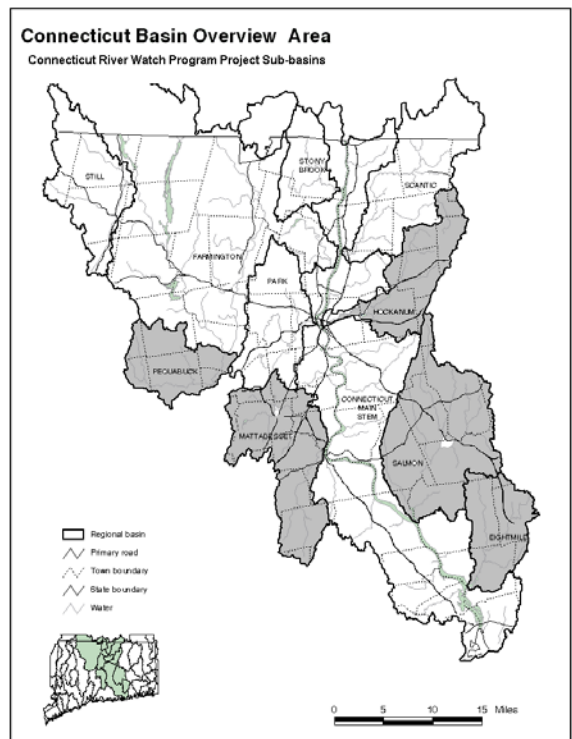 Connecticut Basin Overview Area
Connecticut River Watch Program Project Sub-basins
STILL
STONY
BROOK
SCANTIC
FARMINGTON
PARK
HOCKANUM
PEQUABUCK
CONNECTICUT
MAIN
STEM
MATTABESSET
SALMON
EIGHTMILE
Regional basin
Primary road
Town boundary
State boundary
Water
0 5 10 15 Miles